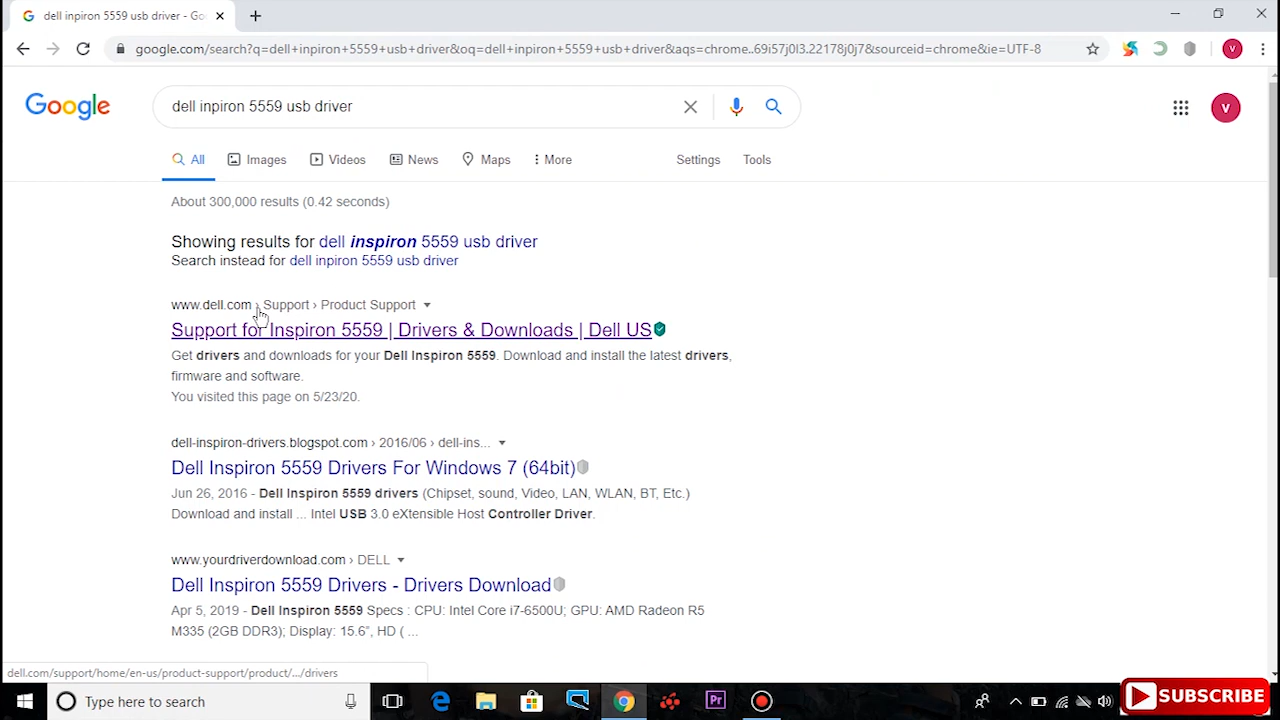 dell inpiron 5559 usb driver - Go
google.com/search?q=dell+inpiron+5559+usb+driver&oq=dell+inpiron+5559+usb+driver&aqs=chrome..69i57j0l3.22178j0j7&sourceid=chrome&ie=UTF-8
V
Google
dell inpiron 5559 usb driver
V
All Images Videos News Maps More Settings Tools
About 300,000 results (0.42 seconds)
Showing results for dell inspiron 5559 usb driver
Search instead for dell inpiron 5559 usb driver
www.dell.com › Support › Product Support
Support for Inspiron 5559 | Drivers & Downloads | Dell US
Get drivers and downloads for your Dell Inspiron 5559. Download and install the latest drivers,
firmware and software.
You visited this page on 5/23/20.
dell-inspiron-drivers.blogspot.com › 2016/06 › dell-ins...
Dell Inspiron 5559 Drivers For Windows 7 (64bit)
Jun 26, 2016 - Dell Inspiron 5559 drivers (Chipset, sound, Video, LAN, WLAN, BT, Etc.)
Download and install ... Intel USB 3.0 eXtensible Host Controller Driver.
www.yourdriverdownload.com › DELL
Dell Inspiron 5559 Drivers - Drivers Download
Apr 5, 2019 - Dell Inspiron 5559 Specs : CPU: Intel Core i7-6500U; GPU: AMD Radeon R5
M335 (2GB DDR3); Display: 15.6”, HD ( ...
dell.com/support/home/en-us/product-support/product/.../drivers
Type here to search
Pr
SUBSCRIBE